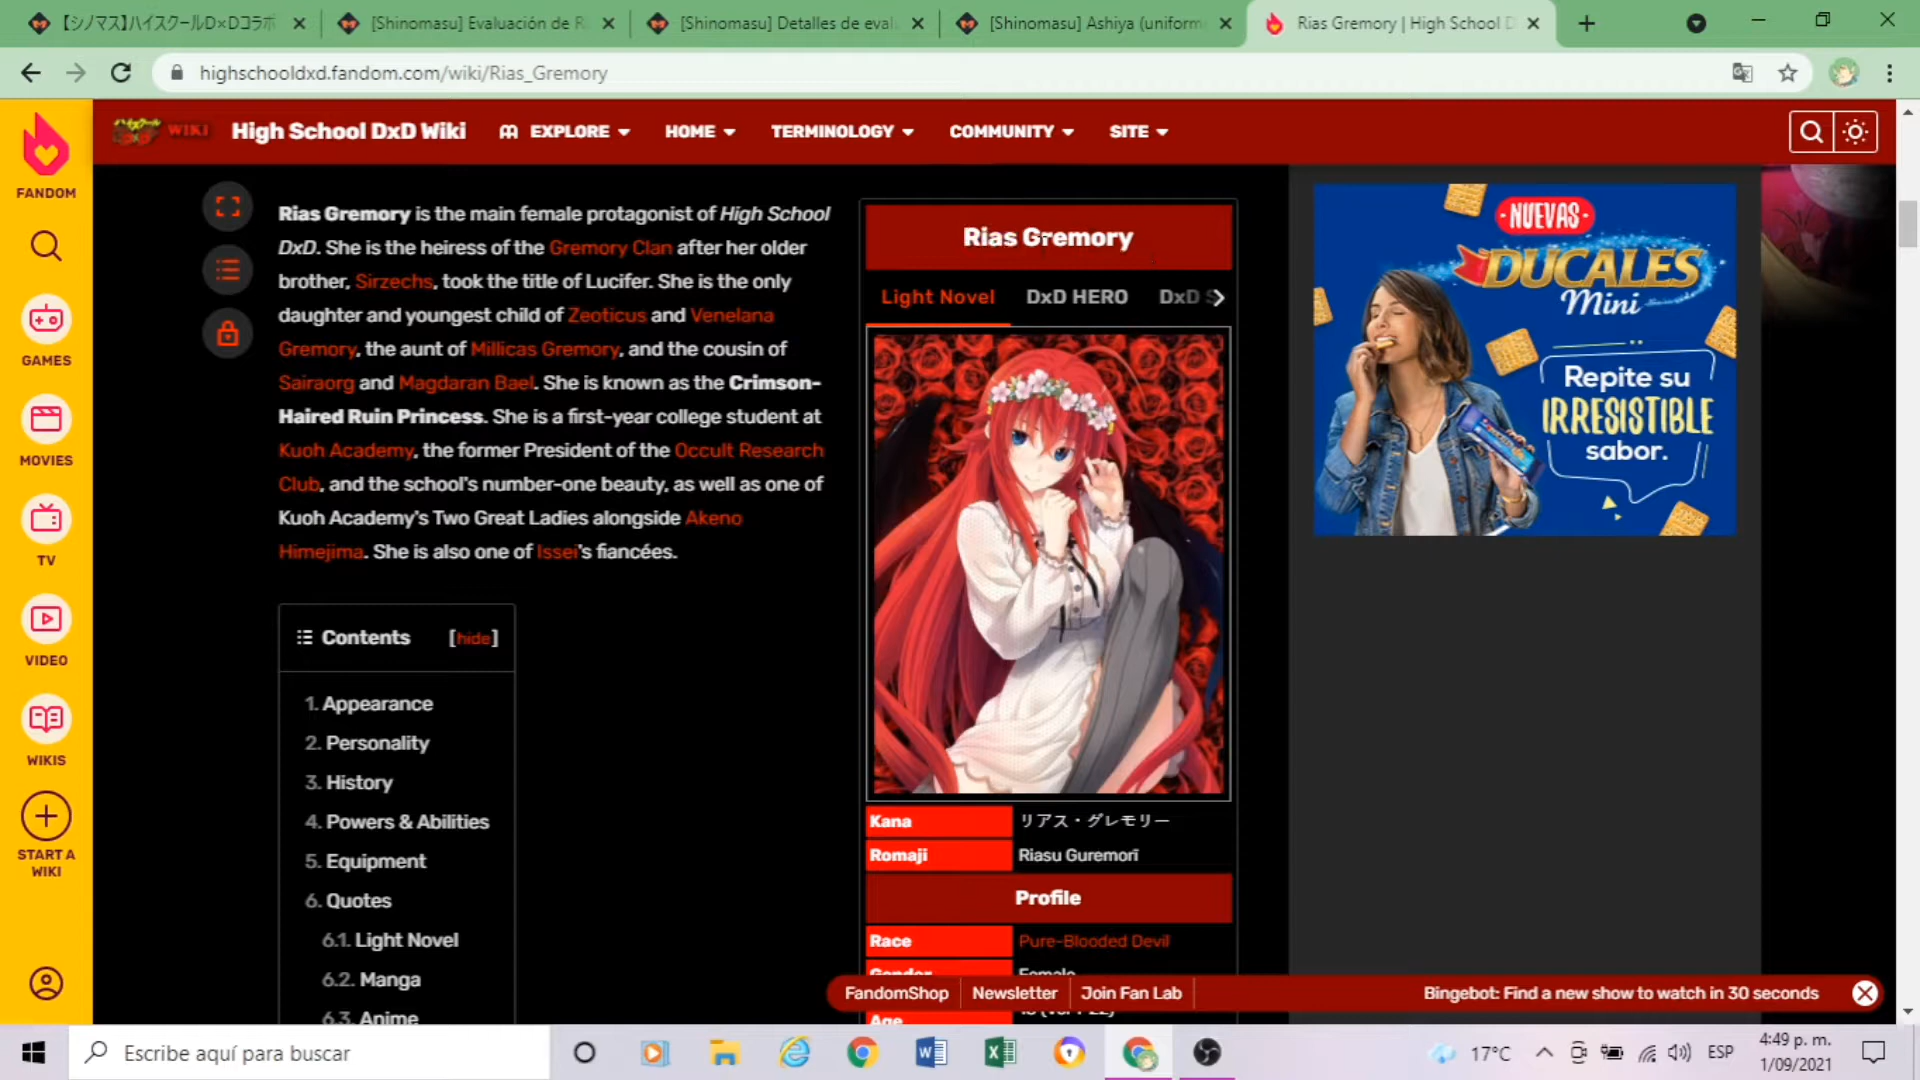 【シノマス】ハイスクールD×Dコラボ
[Shinomasu] Evaluación de R
[Shinomasu] Detalles de eval
[Shinomasu] Ashiya (uniform
Rias Gremory | High School D
highschooldxd.fandom.com/wiki/Rias_Gremory
FANDOM
GAMES
MOVIES
TV
VIDEO
WIKIS
START A
WIKI
WIKI
High School DxD Wiki
EXPLORE
HOME
TERMINOLOGY
COMMUNITY
SITE
Rias Gremory is the main female protagonist of High School
DxD. She is the heiress of the Gremory Clan after her older
brother, Sirzechs, took the title of Lucifer. She is the only
daughter and youngest child of Zeoticus and Venelana
Gremory, the aunt of Millicas Gremory, and the cousin of
Sairaorg and Magdaran Bael. She is known as the Crimson-
Haired Ruin Princess. She is a first-year college student at
Kuoh Academy, the former President of the Occult Research
Club, and the school's number-one beauty, as well as one of
Kuoh Academy's Two Great Ladies alongside Akeno
Himejima. She is also one of Issei's fiancées.
Contents [hide]
1. Appearance
2. Personality
3. History
4. Powers & Abilities
5. Equipment
6. Quotes
6.1. Light Novel
6.2. Manga
6.3. Anime
Rias Gremory
Light Novel DxD HERO DxD S
Kana リアス・グレモリー
Romaji Riasu Guremorī
Profile
Race Pure-Blooded Devil
Gender Female
Age
·NUEVAS·
DUCALES
Mini
Repite su
IRRESISTIBLE
sabor.
FandomShop
Newsletter
Join Fan Lab
Bingebot: Find a new show to watch in 30 seconds
Escribe aquí para buscar
17°C
ESP
4:49 p. m.
1/09/2021